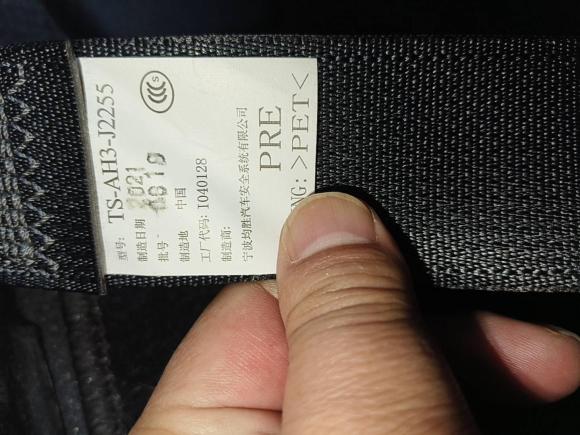 型号: TS-AH3-J2255
制造日期 2021
批号-
制造地 中国
工厂代码: I040128
制造商:
宁波均胜汽车安全系统有限公司
PRE
NG: >PET<
CCC S